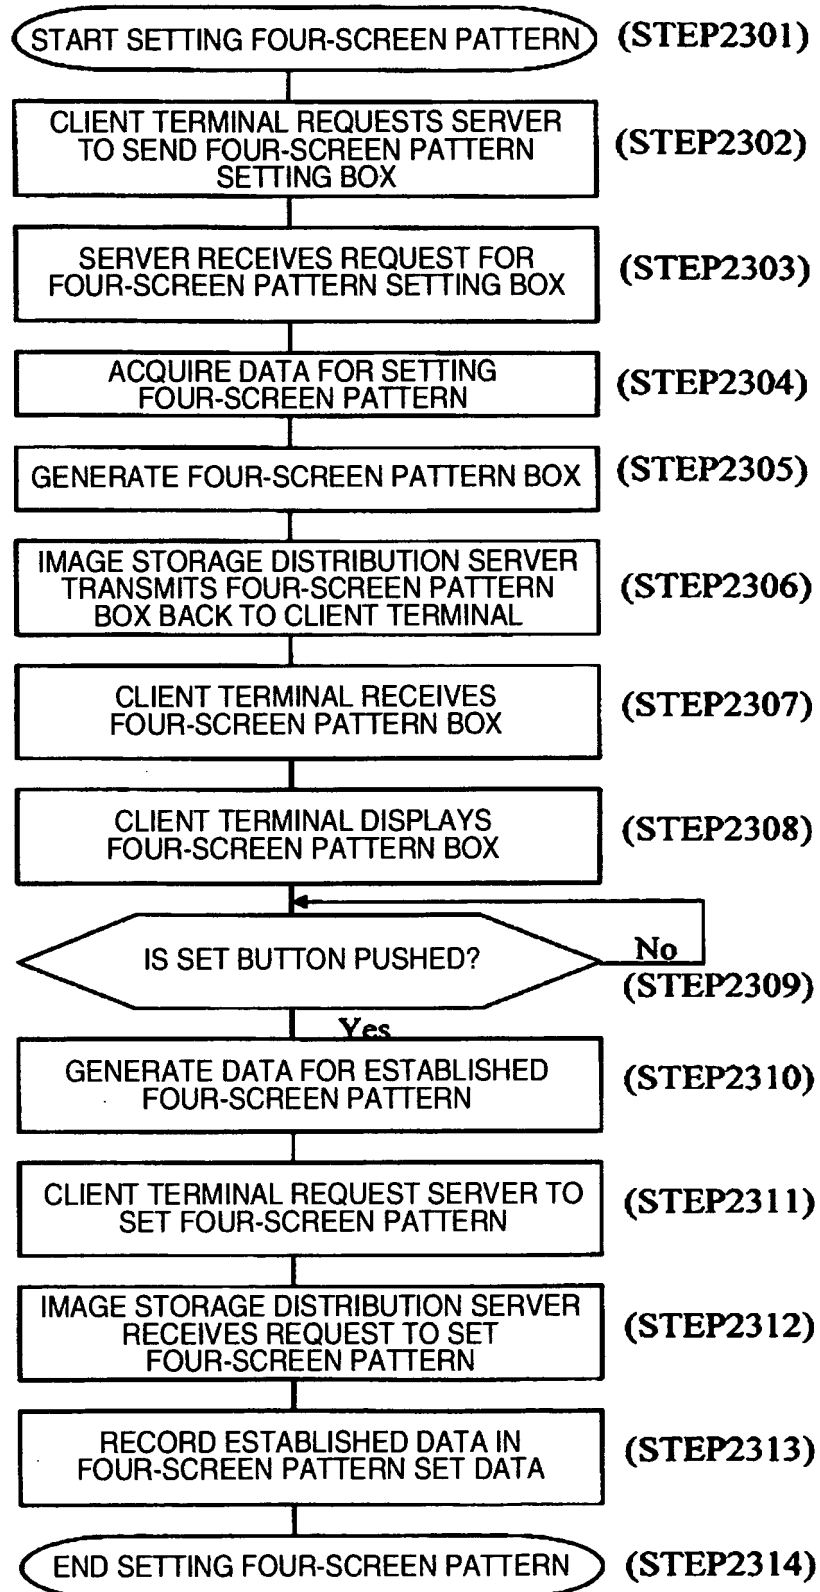 START SETTING FOUR-SCREEN PATTERN (STEP2301)
CLIENT TERMINAL REQUESTS SERVER
TO SEND FOUR-SCREEN PATTERN
SETTING BOX
(STEP2302)
SERVER RECEIVES REQUEST FOR
FOUR-SCREEN PATTERN SETTING BOX
(STEP2303)
ACQUIRE DATA FOR SETTING
FOUR-SCREEN PATTERN
(STEP2304)
GENERATE FOUR-SCREEN PATTERN BOX (STEP2305)
IMAGE STORAGE DISTRIBUTION SERVER
TRANSMITS FOUR-SCREEN PATTERN
BOX BACK TO CLIENT TERMINAL
(STEP2306)
CLIENT TERMINAL RECEIVES
FOUR-SCREEN PATTERN BOX
(STEP2307)
CLIENT TERMINAL DISPLAYS
FOUR-SCREEN PATTERN BOX
(STEP2308)
IS SET BUTTON PUSHED? No
(STEP2309)
Yes
GENERATE DATA FOR ESTABLISHED
FOUR-SCREEN PATTERN
(STEP2310)
CLIENT TERMINAL REQUEST SERVER TO
SET FOUR-SCREEN PATTERN
(STEP2311)
IMAGE STORAGE DISTRIBUTION SERVER
RECEIVES REQUEST TO SET
FOUR-SCREEN PATTERN
(STEP2312)
RECORD ESTABLISHED DATA IN
FOUR-SCREEN PATTERN SET DATA
(STEP2313)
END SETTING FOUR-SCREEN PATTERN (STEP2314)